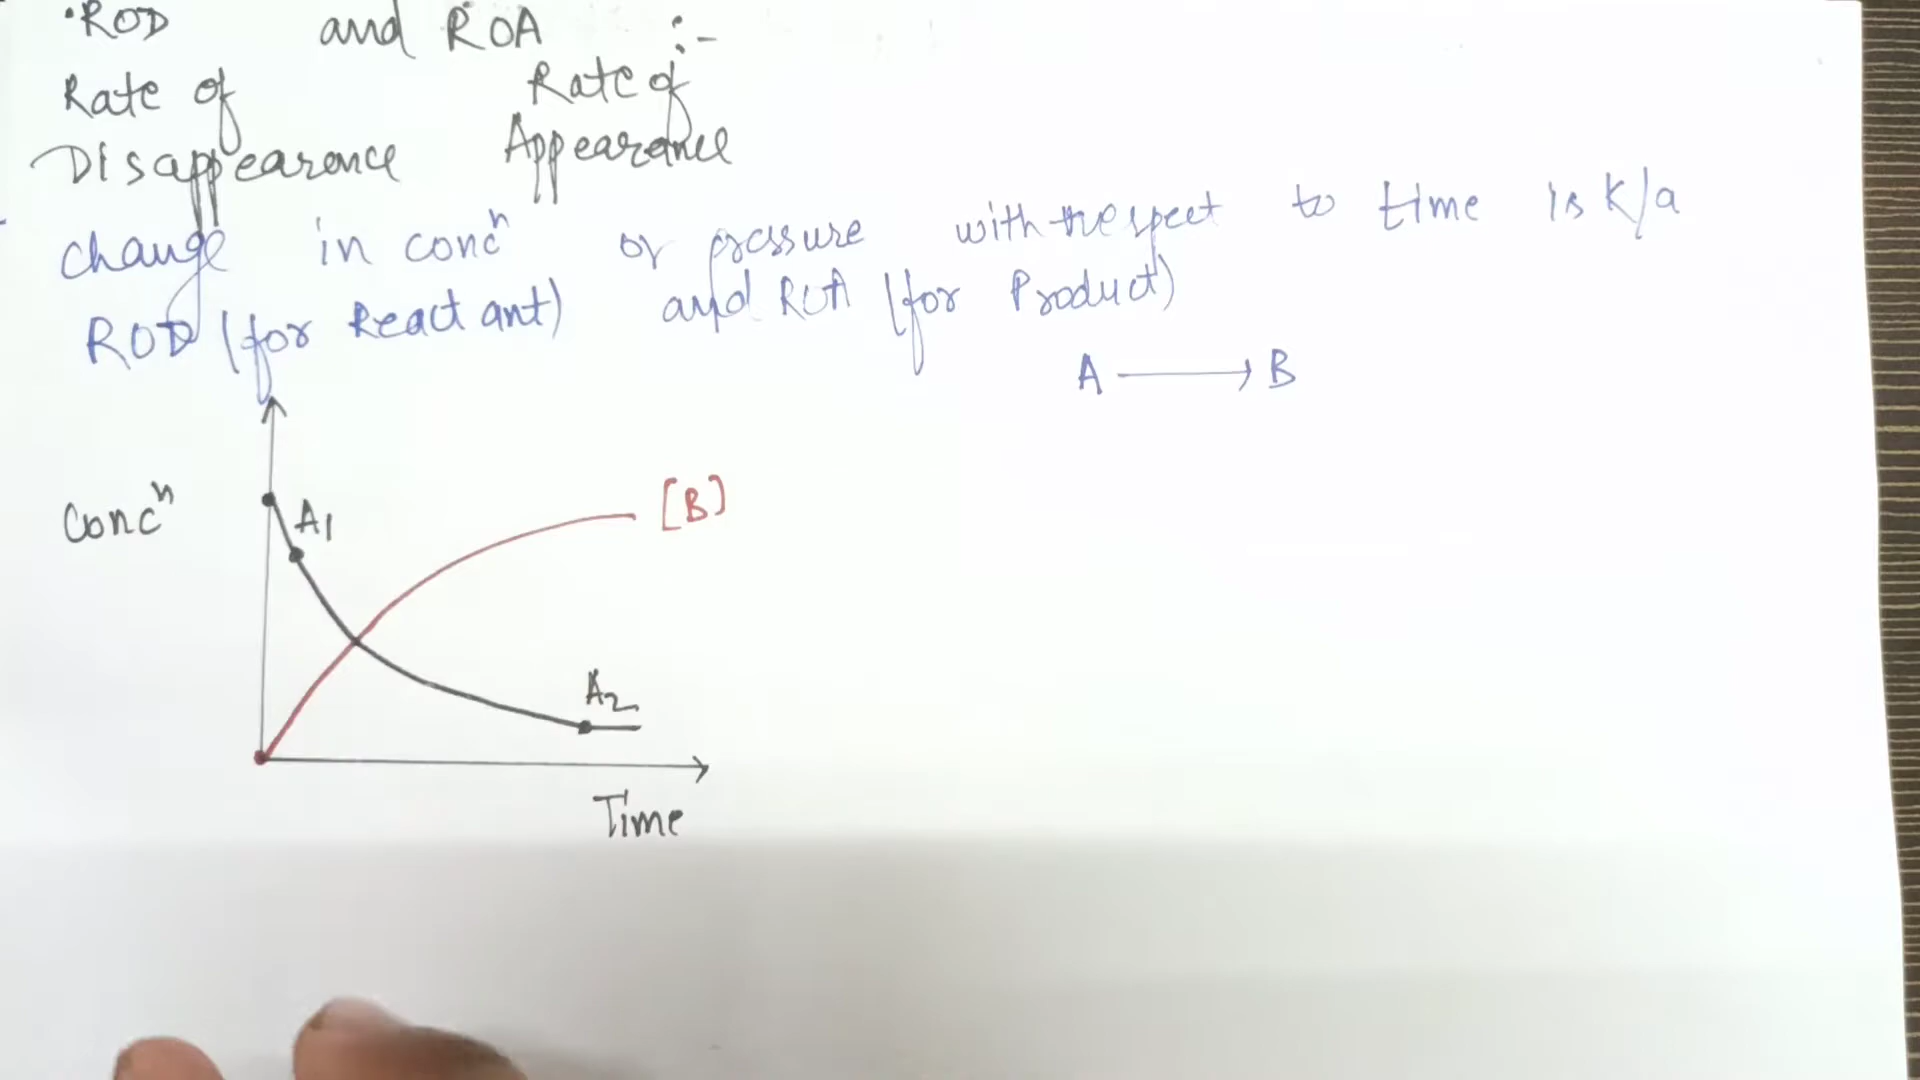 •ROD and ROA :-
Rate of Rate of
Disappearence Appearance
change in concⁿ or pressure with respect to time is k/a
ROD (for Reactant) and ROA (for Product)
A → B
Concⁿ
A1
[B]
A2
Time